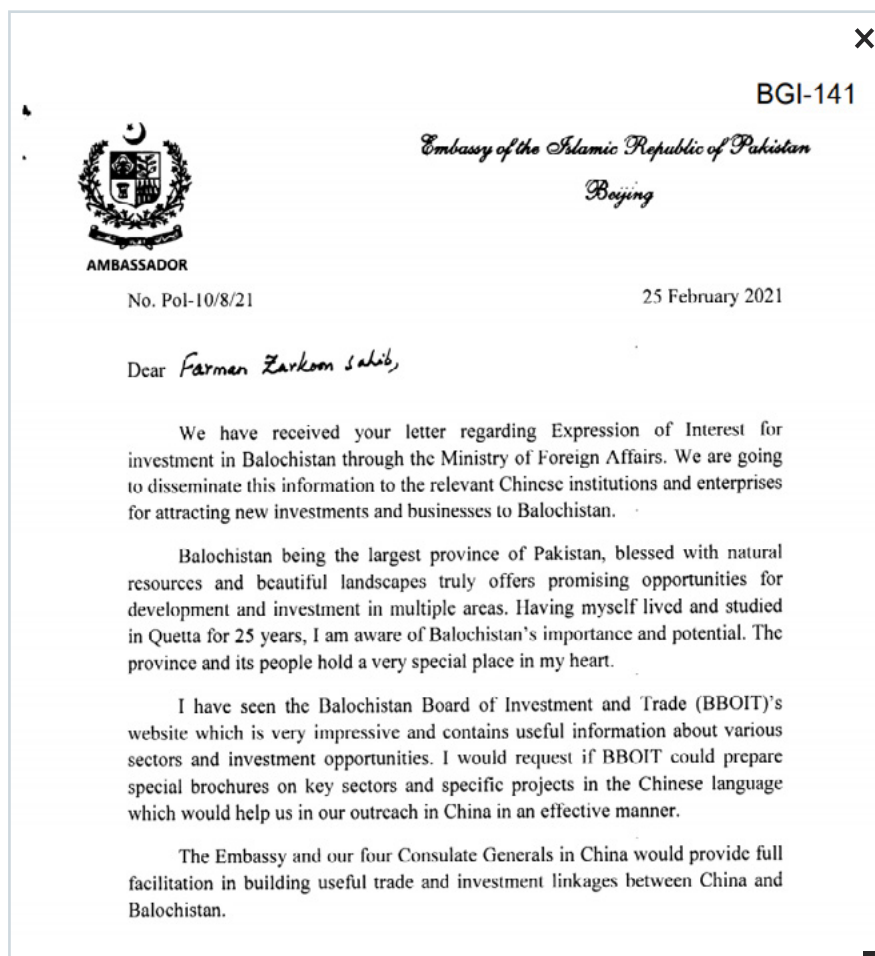 BGI-141
Embassy of the Islamic Republic of Pakistan
Beijing
AMBASSADOR
No. Pol-10/8/21
25 February 2021
Dear Farman Zarkoon Sahib,
We have received your letter regarding Expression of Interest for
investment in Balochistan through the Ministry of Foreign Affairs. We are going
to disseminate this information to the relevant Chinese institutions and enterprises
for attracting new investments and businesses to Balochistan.
Balochistan being the largest province of Pakistan, blessed with natural
resources and beautiful landscapes truly offers promising opportunities for
development and investment in multiple areas. Having myself lived and studied
in Quetta for 25 years, I am aware of Balochistan's importance and potential. The
province and its people hold a very special place in my heart.
I have seen the Balochistan Board of Investment and Trade (BBOIT)'s
website which is very impressive and contains useful information about various
sectors and investment opportunities. I would request if BBOIT could prepare
special brochures on key sectors and specific projects in the Chinese language
which would help us in our outreach in China in an effective manner.
The Embassy and our four Consulate Generals in China would provide full
facilitation in building useful trade and investment linkages between China and
Balochistan.